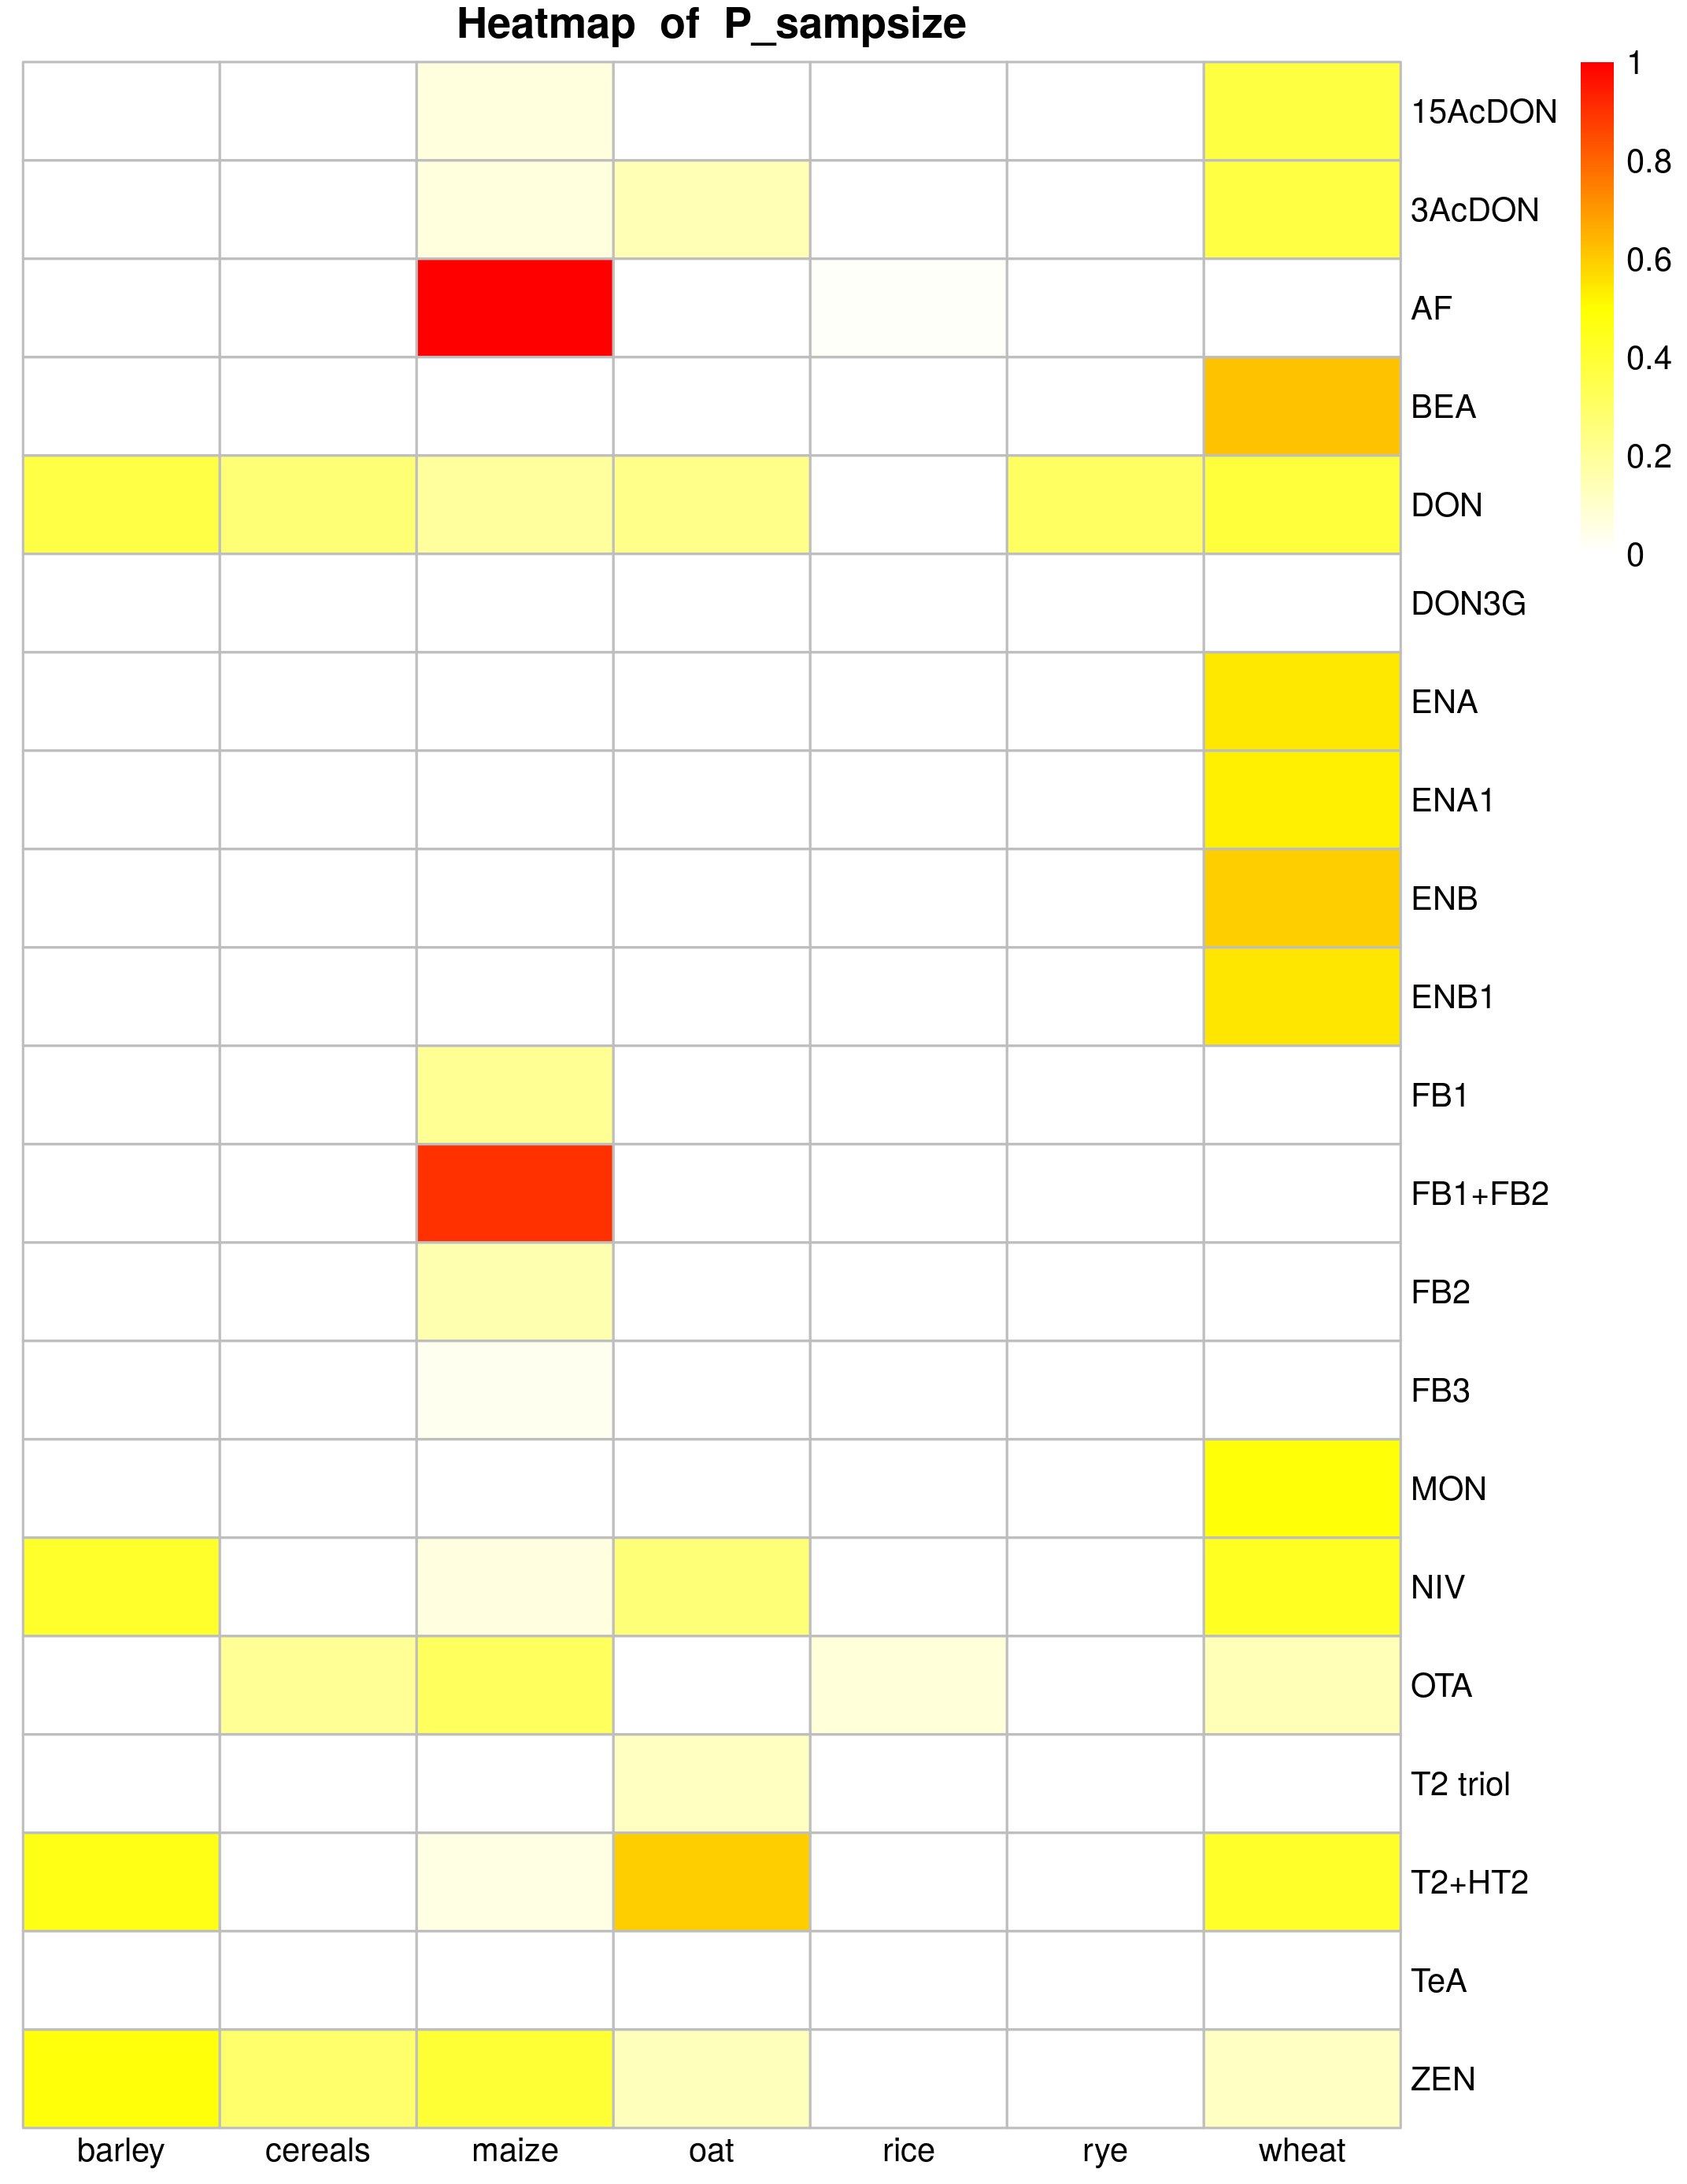 Heatmap of P_sampsize
1
0.8
0.6
0.4
0.2
0
15AcDON
3AcDON
AF
BEA
DON
DON3G
ENA
ENA1
ENB
ENB1
FB1
FB1+FB2
FB2
FB3
MON
NIV
OTA
T2 triol
T2+HT2
TeA
ZEN
barley cereals maize oat rice rye wheat